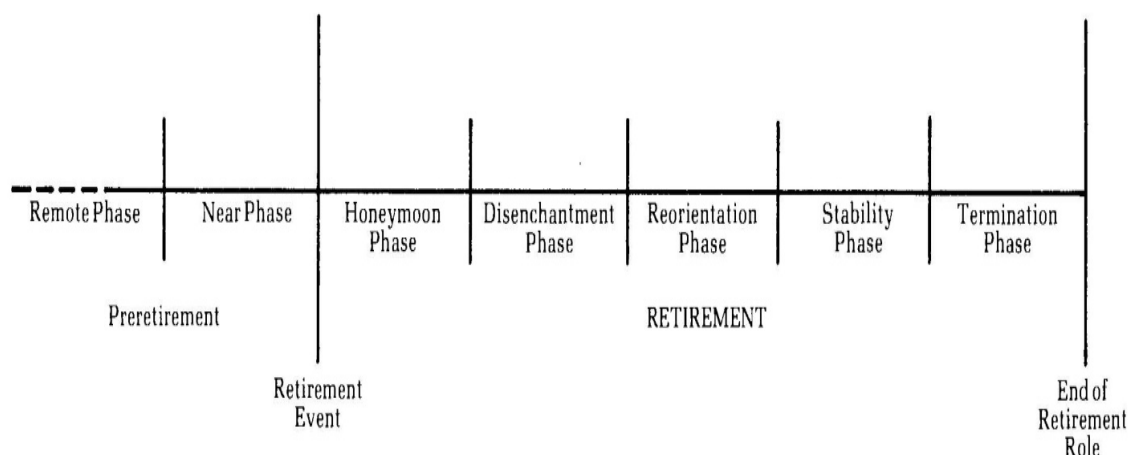 Remote Phase
Near Phase
Honeymoon
Phase
Disenchantment
Phase
Reorientation
Phase
Stability
Phase
Termination
Phase
Preretirement
RETIREMENT
Retirement
Event
End of
Retirement
Role